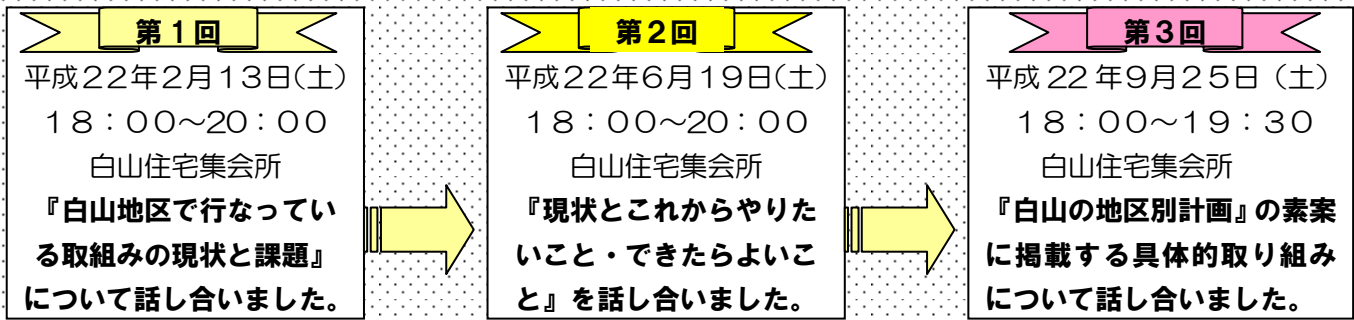 第１回
平成２２年２月１３日(土)
１８：００～２０：００
白山住宅集会所
『白山地区で行なってい
る取組みの現状と課題』
について話し合いました。
第２回
平成２２年６月１９日(土)
１８：００～２０：００
白山住宅集会所
『現状とこれからやりた
いこと・できたらよいこ
と』を話し合いました。
第３回
平成22年９月２５日（土）
１８：００～１９：３０
白山住宅集会所
『白山の地区別計画』の素案
に掲載する具体的取り組み
について話し合いました。